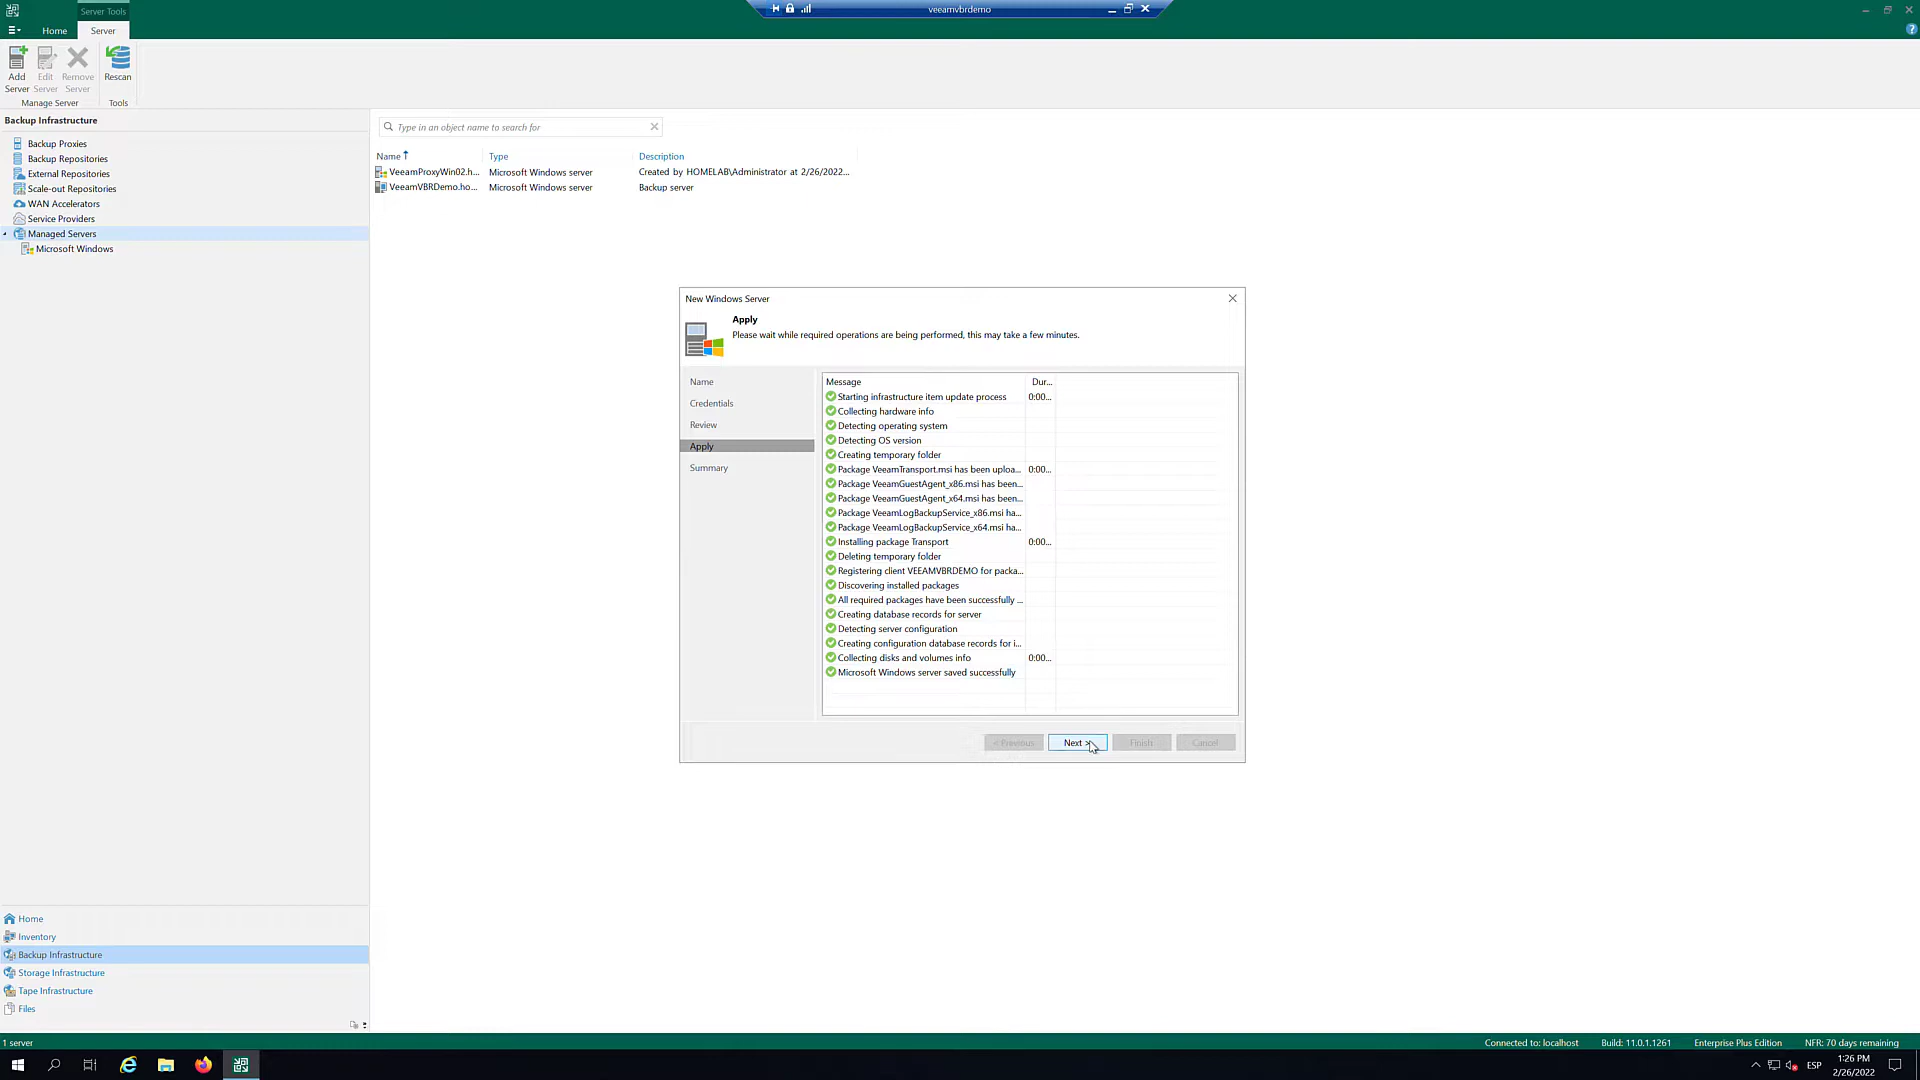 Server Tools
veeamvbrdemo
Home
Server
Add Server
Edit Server
Remove Server
Rescan
Manage Server
Tools
Backup Infrastructure
Backup Proxies
Backup Repositories
External Repositories
Scale-out Repositories
WAN Accelerators
Service Providers
Managed Servers
Microsoft Windows
Type in an object name to search for
Name Type Description
VeeamProxyWin02.h... Microsoft Windows server Created by HOMELAB\Administrator at 2/26/2022...
VeeamVBRDemo.ho... Microsoft Windows server Backup server
New Windows Server
Apply
Please wait while required operations are being performed, this may take a few minutes.
Name
Credentials
Review
Apply
Summary
Message Dur...
Starting infrastructure item update process 0:00...
Collecting hardware info
Detecting operating system
Detecting OS version
Creating temporary folder
Package VeeamTransport.msi has been uploa... 0:00...
Package VeeamGuestAgent_x86.msi has been...
Package VeeamGuestAgent_x64.msi has been...
Package VeeamLogBackupService_x86.msi ha...
Package VeeamLogBackupService_x64.msi ha...
Installing package Transport 0:00...
Deleting temporary folder
Registering client VEEAMVBRDEMO for packa...
Discovering installed packages
All required packages have been successfully ...
Creating database records for server
Detecting server configuration
Creating configuration database records for i...
Collecting disks and volumes info 0:00...
Microsoft Windows server saved successfully
< Previous
Next >
Finish
Cancel
Home
Inventory
Backup Infrastructure
Storage Infrastructure
Tape Infrastructure
Files
1 server
Connected to: localhost
Build: 11.0.1.1261
Enterprise Plus Edition
NFR: 70 days remaining
ESP
1:26 PM
2/26/2022